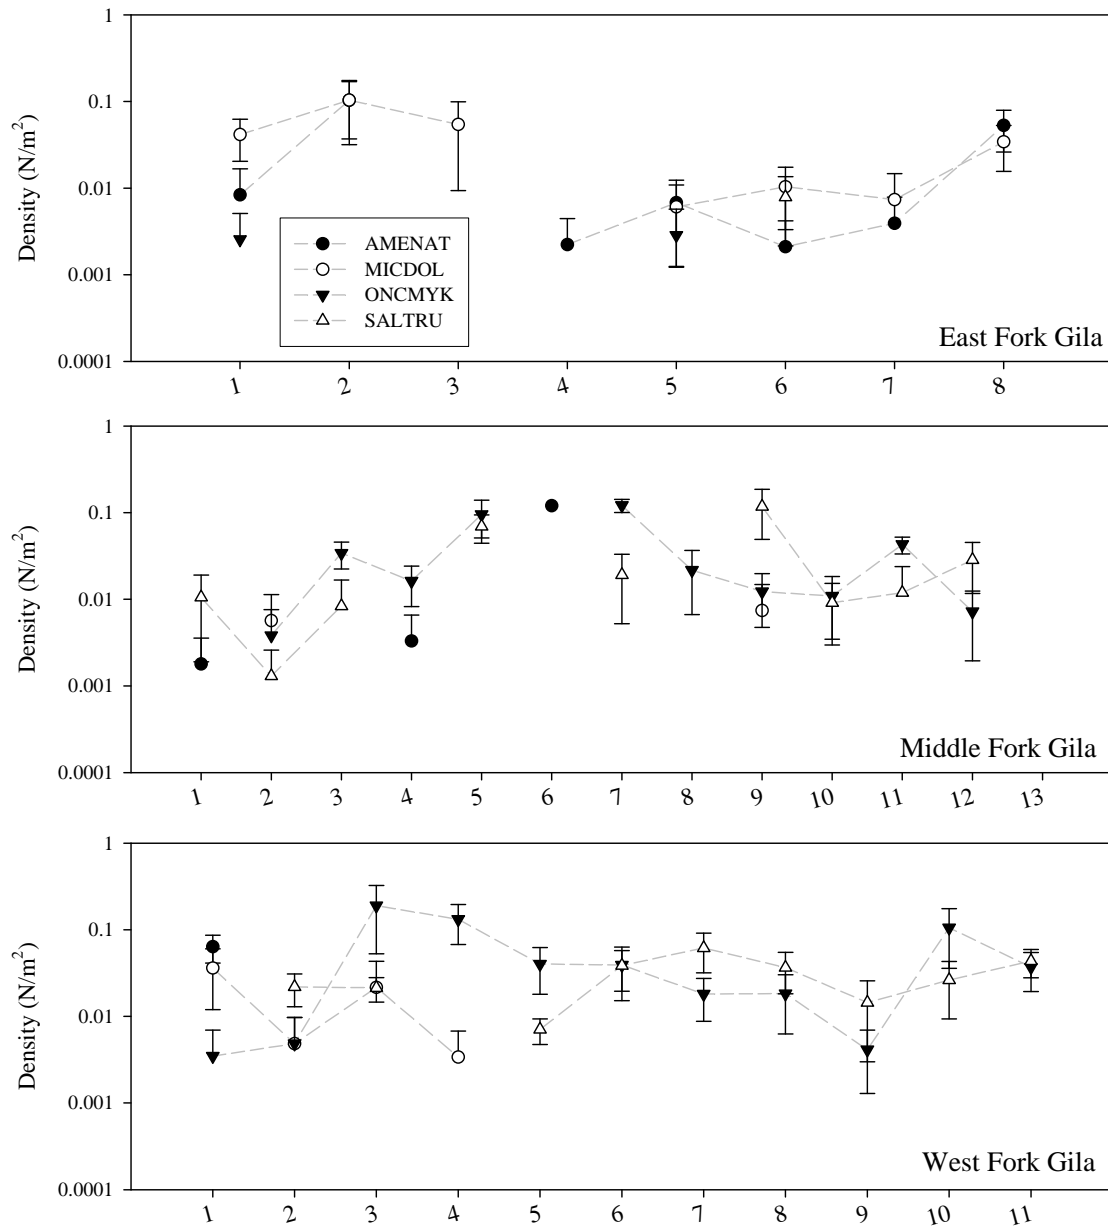 1
0.1
0.01
0.001
0.0001
Density (N/m²)
AMENAT
MICDOL
ONCMYK
SALTRU
East Fork Gila
1 2 3 4 5 6 7 8
1
0.1
0.01
0.001
0.0001
Density (N/m²)
Middle Fork Gila
1 2 3 4 5 6 7 8 9 10 11 12 13
1
0.1
0.01
0.001
0.0001
Density (N/m²)
West Fork Gila
1 2 3 4 5 6 7 8 9 10 11